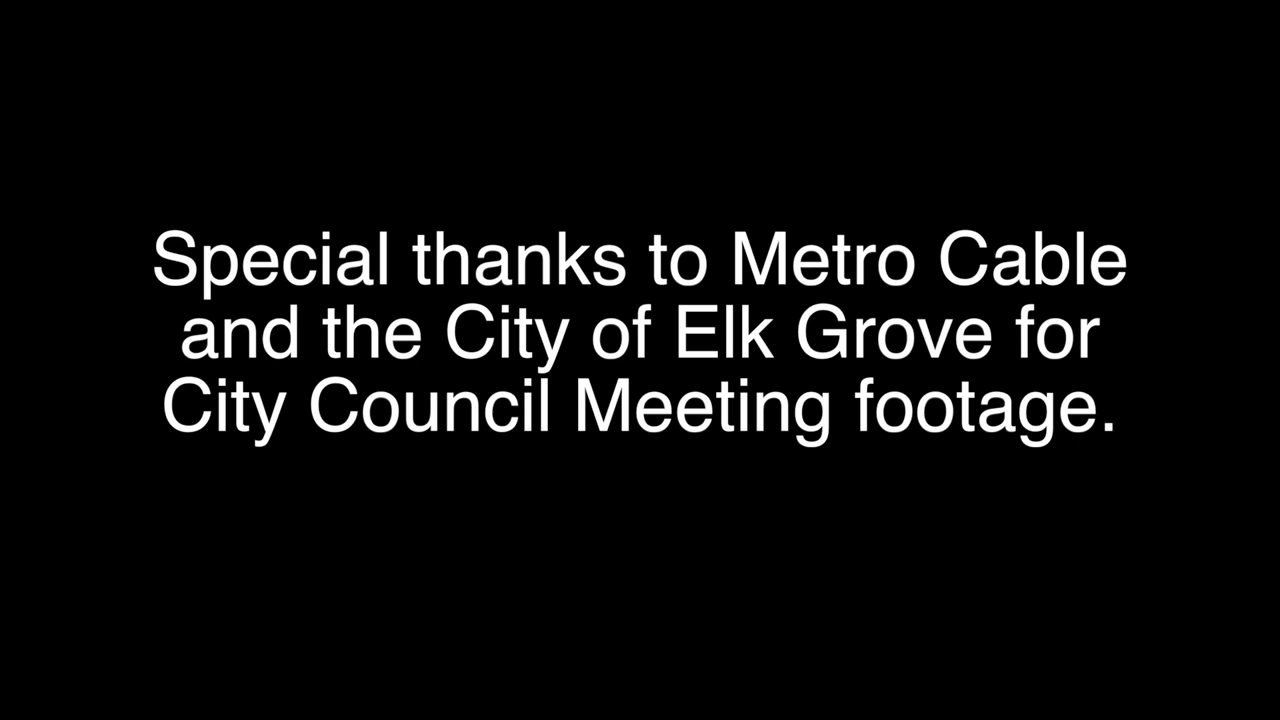 Special thanks to Metro Cable
and the City of Elk Grove for
City Council Meeting footage.